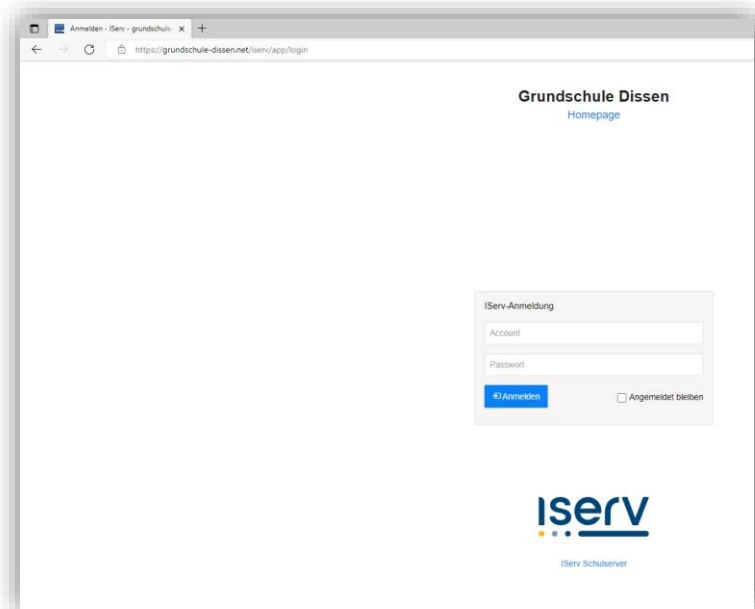 Anmelden - IServ - grundschule-
https://grundschule-dissen.net/iserv/app/login
Grundschule Dissen
Homepage
IServ-Anmeldung
Account
Passwort
Anmelden
Angemeldet bleiben
Iserv
IServ Schulserver